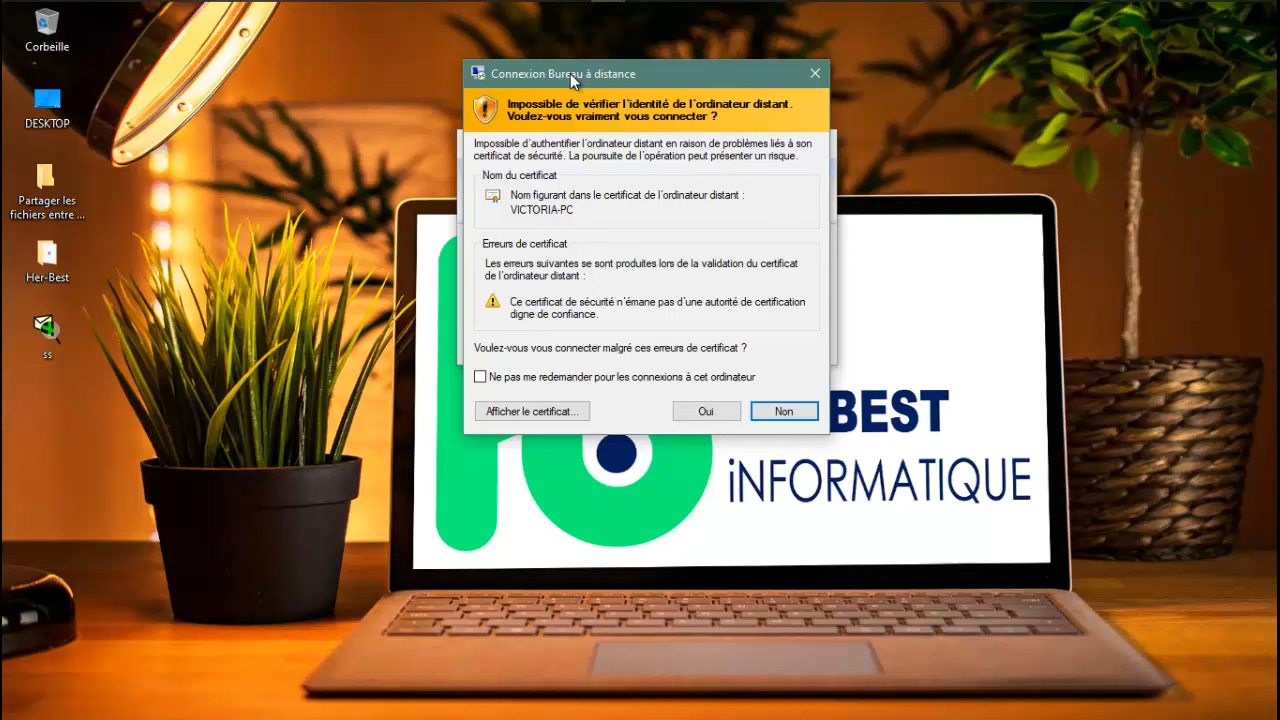 Corbeille
DESKTOP
Partager les
fichiers entre ...
Her-Best
ss
Connexion Bureau à distance
Impossible de vérifier l'identité de l'ordinateur distant.
Voulez-vous vraiment vous connecter ?
Impossible d'authentifier l'ordinateur distant en raison de problèmes liés à son
certificat de sécurité. La poursuite de l'opération peut présenter un risque.
Nom du certificat
Nom figurant dans le certificat de l'ordinateur distant :
VICTORIA-PC
Erreurs de certificat
Les erreurs suivantes se sont produites lors de la validation du certificat
de l'ordinateur distant :
Ce certificat de sécurité n'émane pas d'une autorité de certification
digne de confiance.
Voulez-vous vous connecter malgré ces erreurs de certificat ?
Ne pas me redemander pour les connexions à cet ordinateur
Afficher le certificat...
Oui
Non
BEST
iNFORMATIQUE